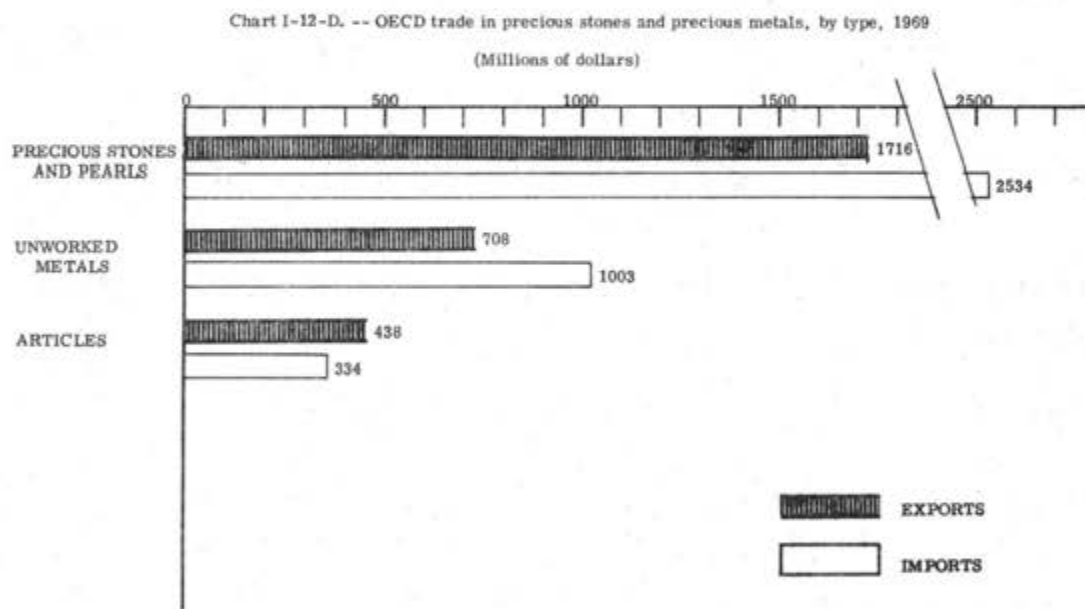 Chart I-12-D. -- OECD trade in precious stones and precious metals, by type, 1969
(Millions of dollars)
0 500 1000 1500 2500
PRECIOUS STONES
AND PEARLS
1716
2534
UNWORKED
METALS
708
1003
ARTICLES
438
334
EXPORTS
IMPORTS